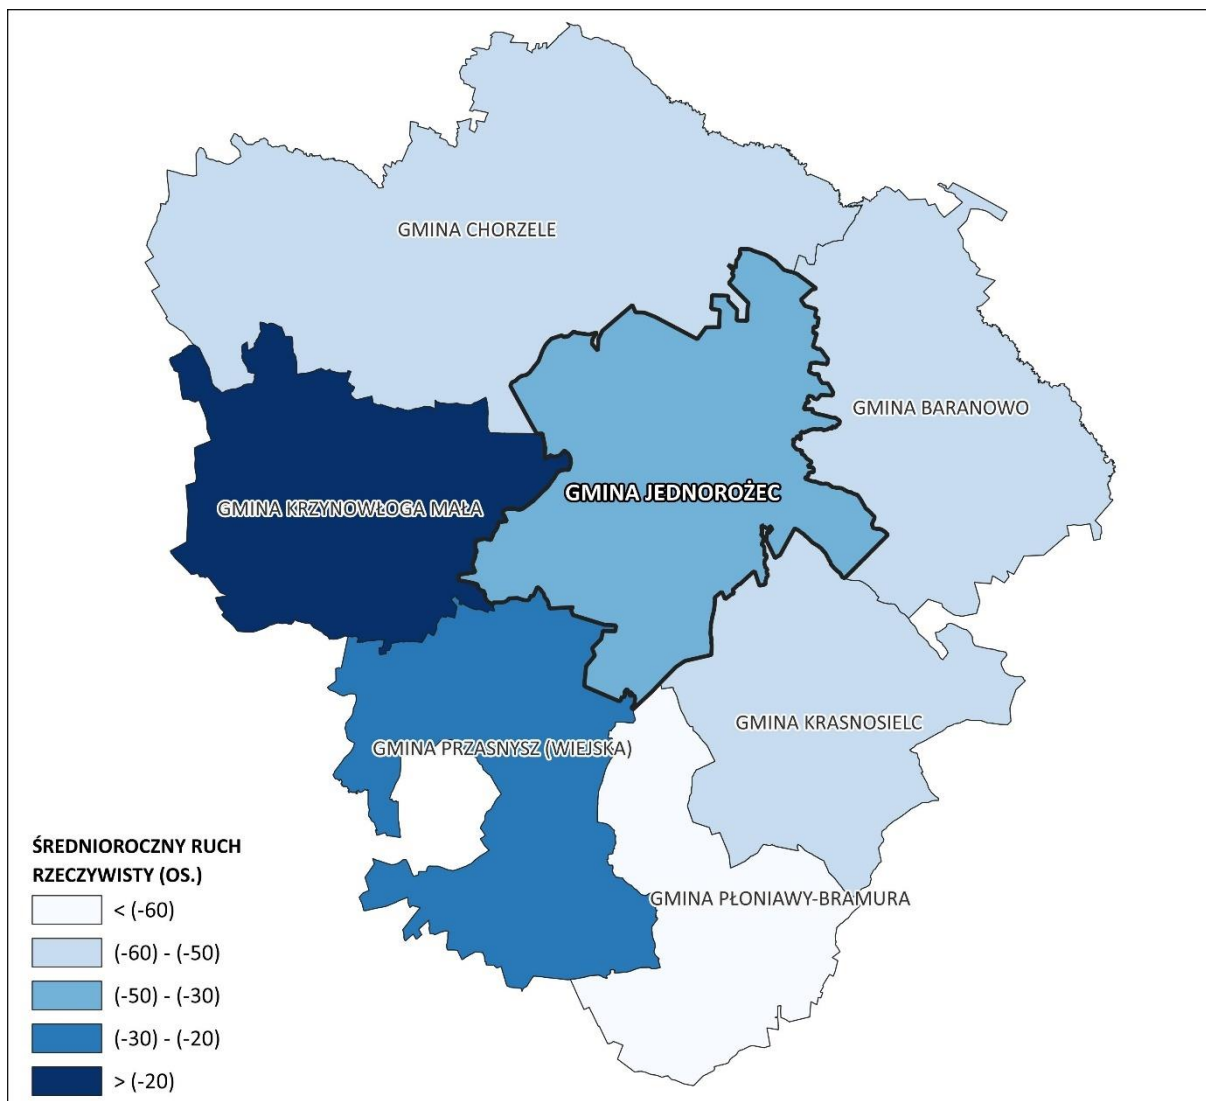 GMINA CHORZELE
GMINA BARANOWO
GMINA JEDNOROŻEC
GMINA KRZYNOWŁOGA MAŁA
GMINA KRASNOSIELC
GMINA PRZASNYSZ (WIEJSKA)
GMINA PŁONIAWY-BRAMURA
ŚREDNIOROCZNY RUCH
RZECZYWISTY (OS.)
< (-60)
(-60) - (-50)
(-50) - (-30)
(-30) - (-20)
> (-20)